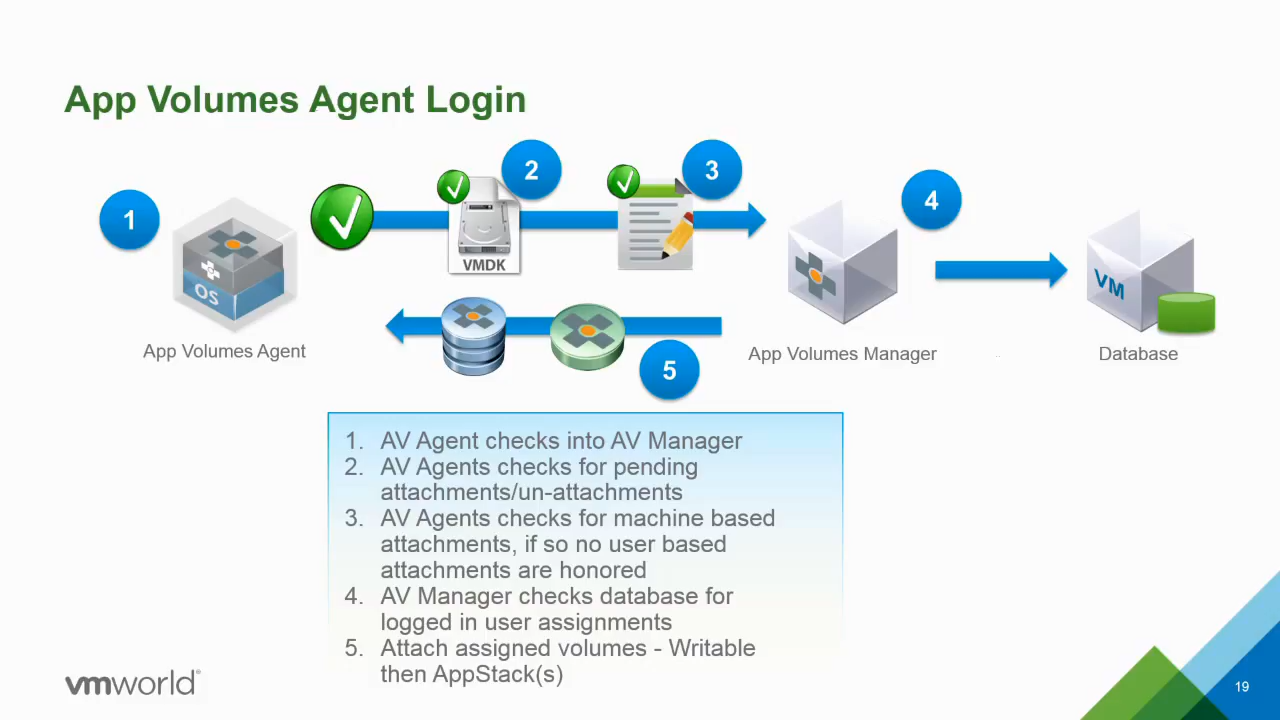 App Volumes Agent Login
1
2
3
4
5
VMDK
OS
VM
App Volumes Agent
App Volumes Manager
Database
1. AV Agent checks into AV Manager
2. AV Agents checks for pending
attachments/un-attachments
3. AV Agents checks for machine based
attachments, if so no user based
attachments are honored
4. AV Manager checks database for
logged in user assignments
5. Attach assigned volumes - Writable
then AppStack(s)
vmworld®
19